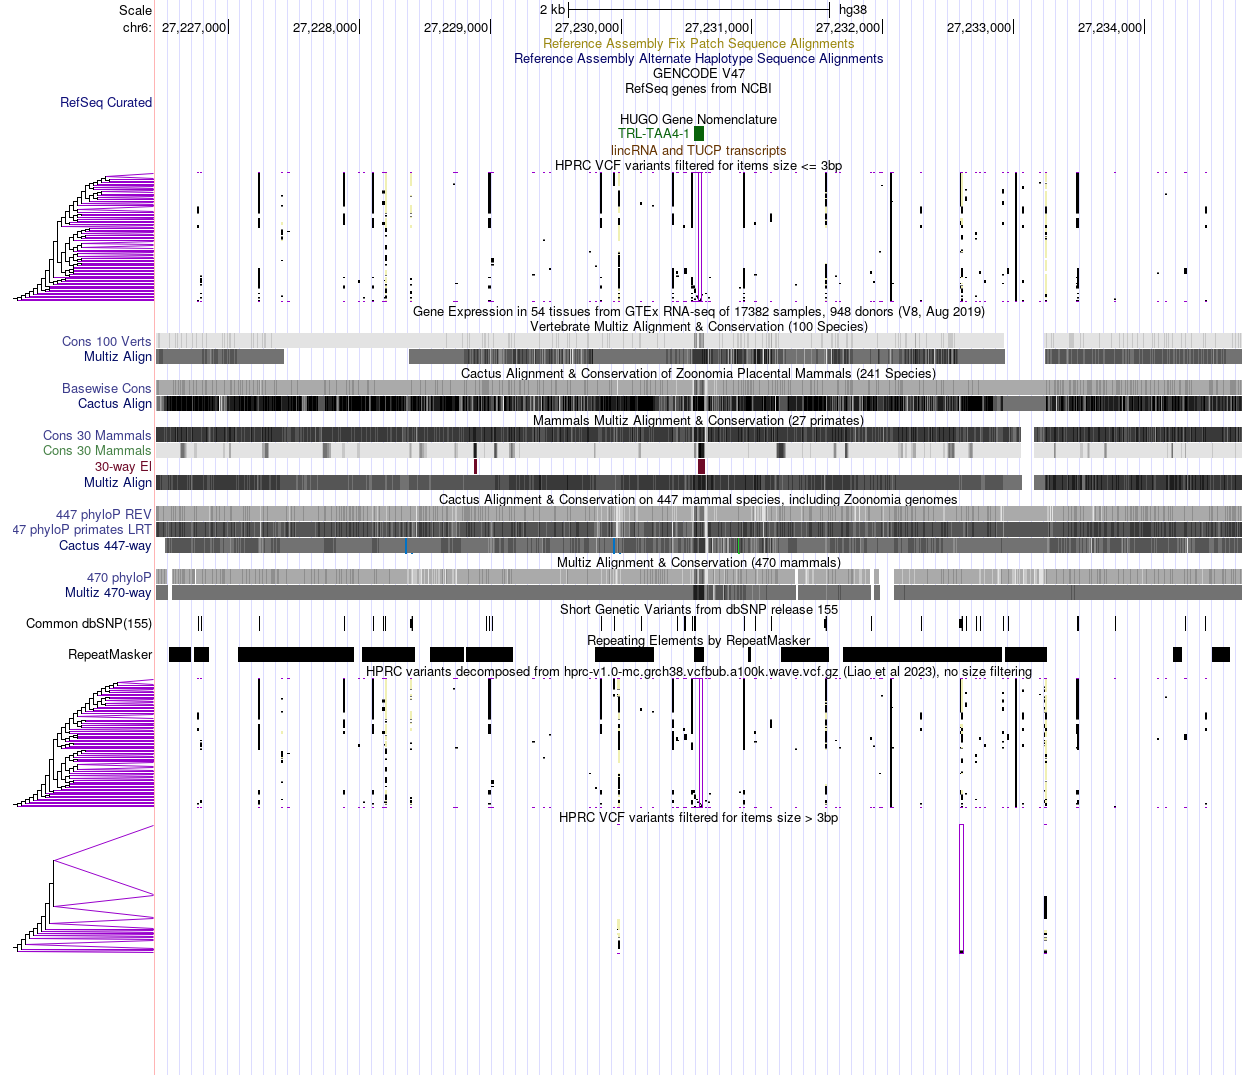 Scale 2 kb hg38
chr6: 27,227,000 27,228,000 27,229,000 27,230,000 27,231,000 27,232,000 27,233,000 27,234,000
Reference Assembly Fix Patch Sequence Alignments
Reference Assembly Alternate Haplotype Sequence Alignments
GENCODE V47
RefSeq genes from NCBI
RefSeq Curated
HUGO Gene Nomenclature
TRL-TAA4-1
lincRNA and TUCP transcripts
HPRC VCF variants filtered for items size <= 3bp
Gene Expression in 54 tissues from GTEx RNA-seq of 17382 samples, 948 donors (V8, Aug 2019)
Vertebrate Multiz Alignment & Conservation (100 Species)
Cons 100 Verts
Multiz Align
Cactus Alignment & Conservation of Zoonomia Placental Mammals (241 Species)
Basewise Cons
Cactus Align
Mammals Multiz Alignment & Conservation (27 primates)
Cons 30 Mammals
Cons 30 Mammals
30-way El
Multiz Align
Cactus Alignment & Conservation on 447 mammal species, including Zoonomia genomes
447 phyloP REV
47 phyloP primates LRT
Cactus 447-way
Multiz Alignment & Conservation (470 mammals)
470 phyloP
Multiz 470-way
Short Genetic Variants from dbSNP release 155
Common dbSNP(155)
Repeating Elements by RepeatMasker
RepeatMasker
HPRC variants decomposed from hprc-v1.0-mc.grch38.vcfbub.a100k.wave.vcf.gz (Liao et al 2023), no size filtering
HPRC VCF variants filtered for items size > 3bp